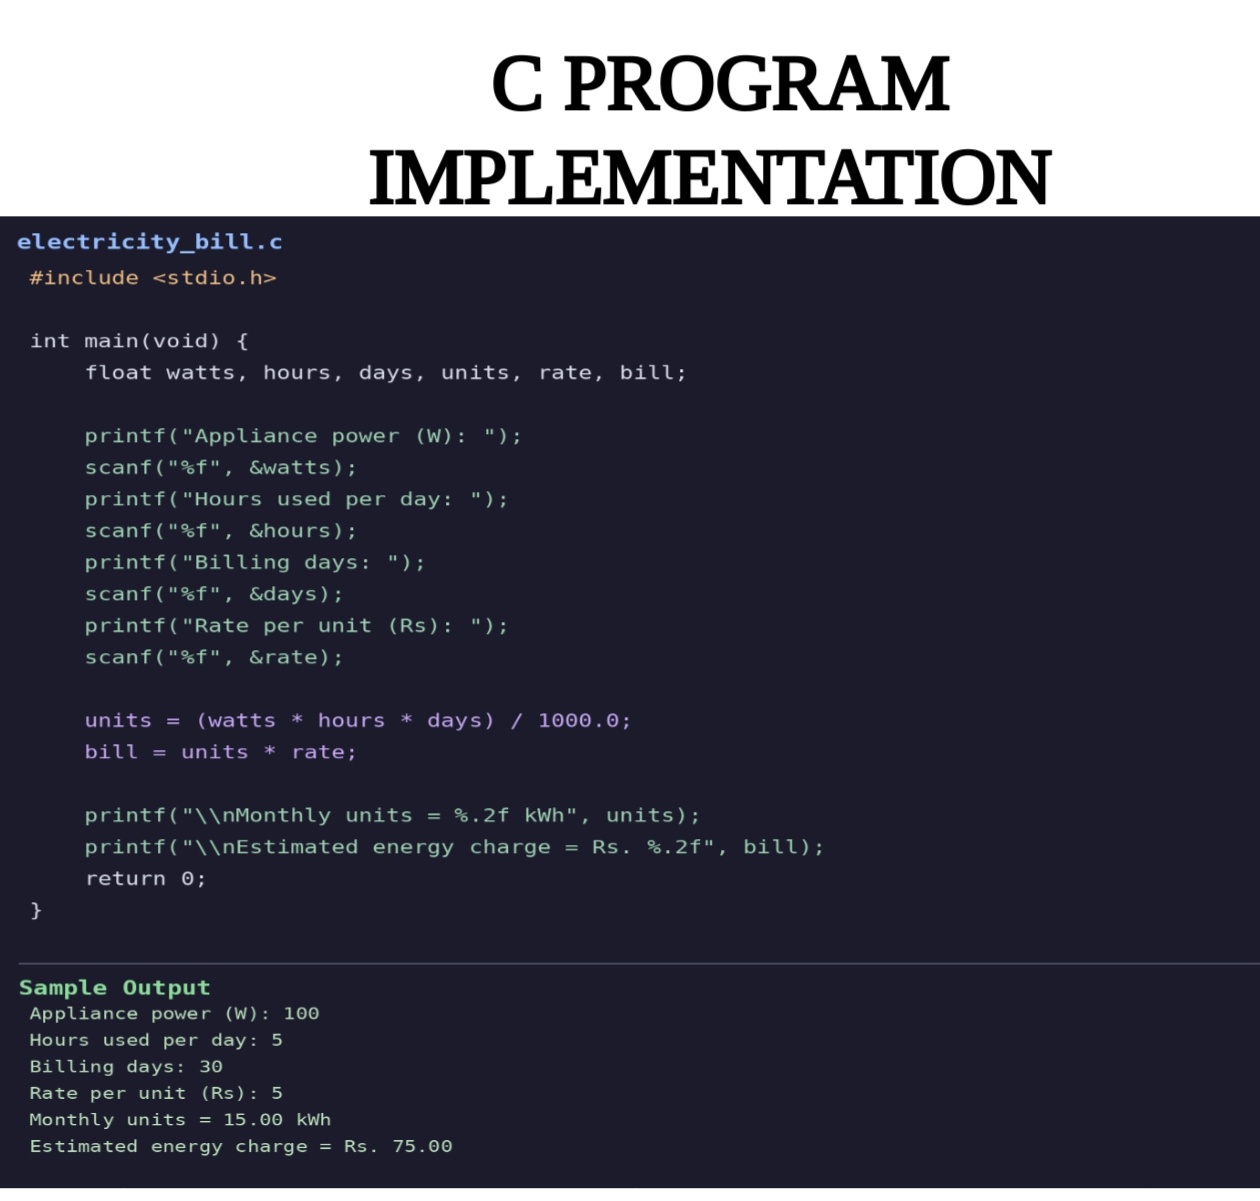 C PROGRAM
IMPLEMENTATION
electricity_bill.c
#include <stdio.h>
int main(void) {
    float watts, hours, days, units, rate, bill;
    printf("Appliance power (W): ");
    scanf("%f", &watts);
    printf("Hours used per day: ");
    scanf("%f", &hours);
    printf("Billing days: ");
    scanf("%f", &days);
    printf("Rate per unit (Rs): ");
    scanf("%f", &rate);
    units = (watts * hours * days) / 1000.0;
    bill = units * rate;
    printf("\\nMonthly units = %.2f kWh", units);
    printf("\\nEstimated energy charge = Rs. %.2f", bill);
    return 0;
}
Sample Output
Appliance power (W): 100
Hours used per day: 5
Billing days: 30
Rate per unit (Rs): 5
Monthly units = 15.00 kWh
Estimated energy charge = Rs. 75.00